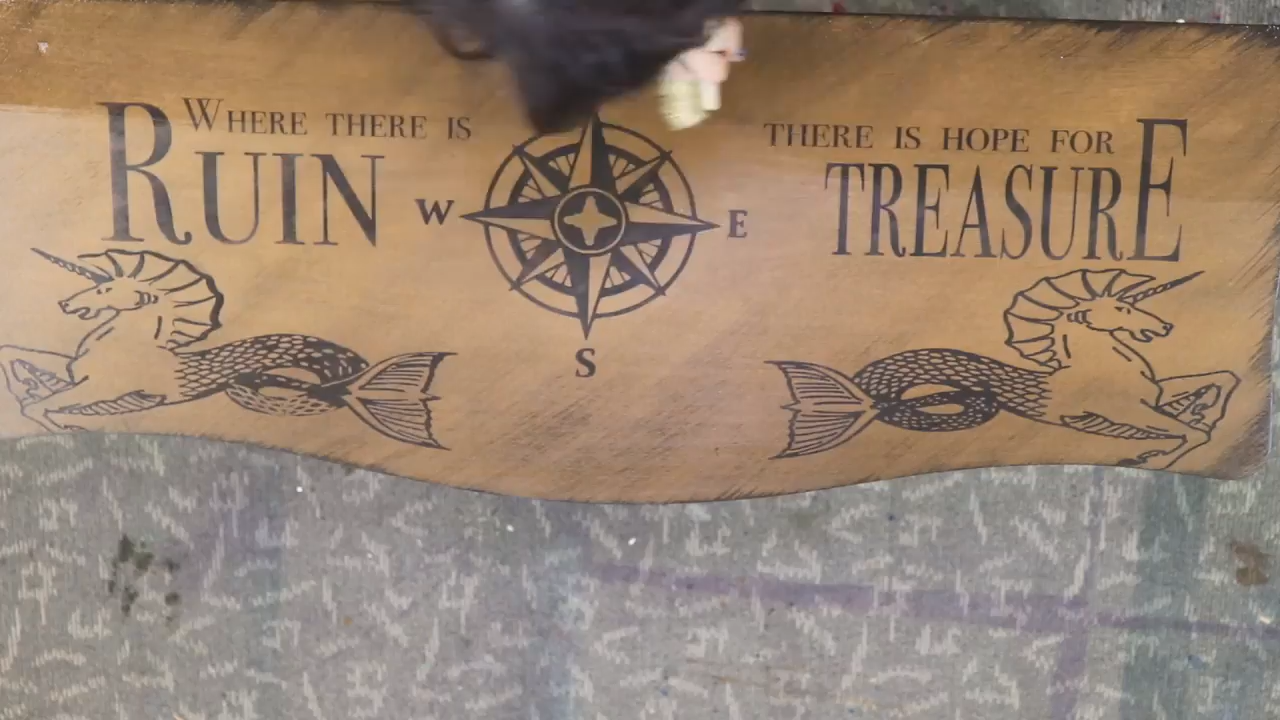 WHERE THERE IS
RUIN
W
E
S
THERE IS HOPE FOR
TREASURE